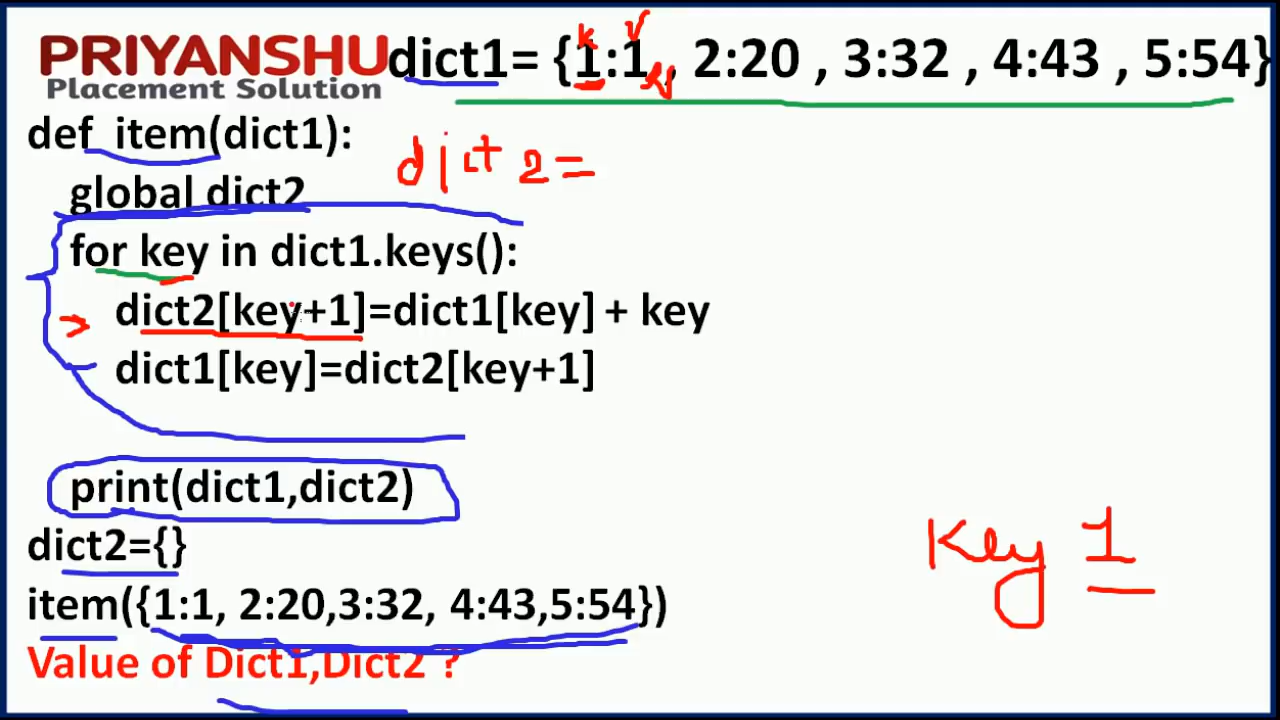 PRIYANSHU
Placement Solution
dict1= {1:1 , 2:20 , 3:32 , 4:43 , 5:54}
K V
def item(dict1):
dict2=
global dict2
for key in dict1.keys():
dict2[key+1]=dict1[key] + key
dict1[key]=dict2[key+1]
print(dict1,dict2)
dict2={}
Key 1
item({1:1, 2:20,3:32, 4:43,5:54})
Value of Dict1,Dict2 ?